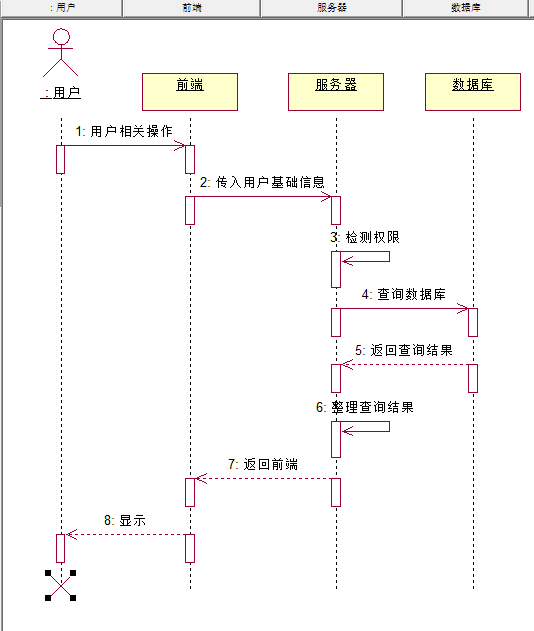 : 用户
前端
服务器
数据库
: 用户
前端
服务器
数据库
1: 用户相关操作
2: 传入用户基础信息
3: 检测权限
4: 查询数据库
5: 返回查询结果
6: 整理查询结果
7: 返回前端
8: 显示